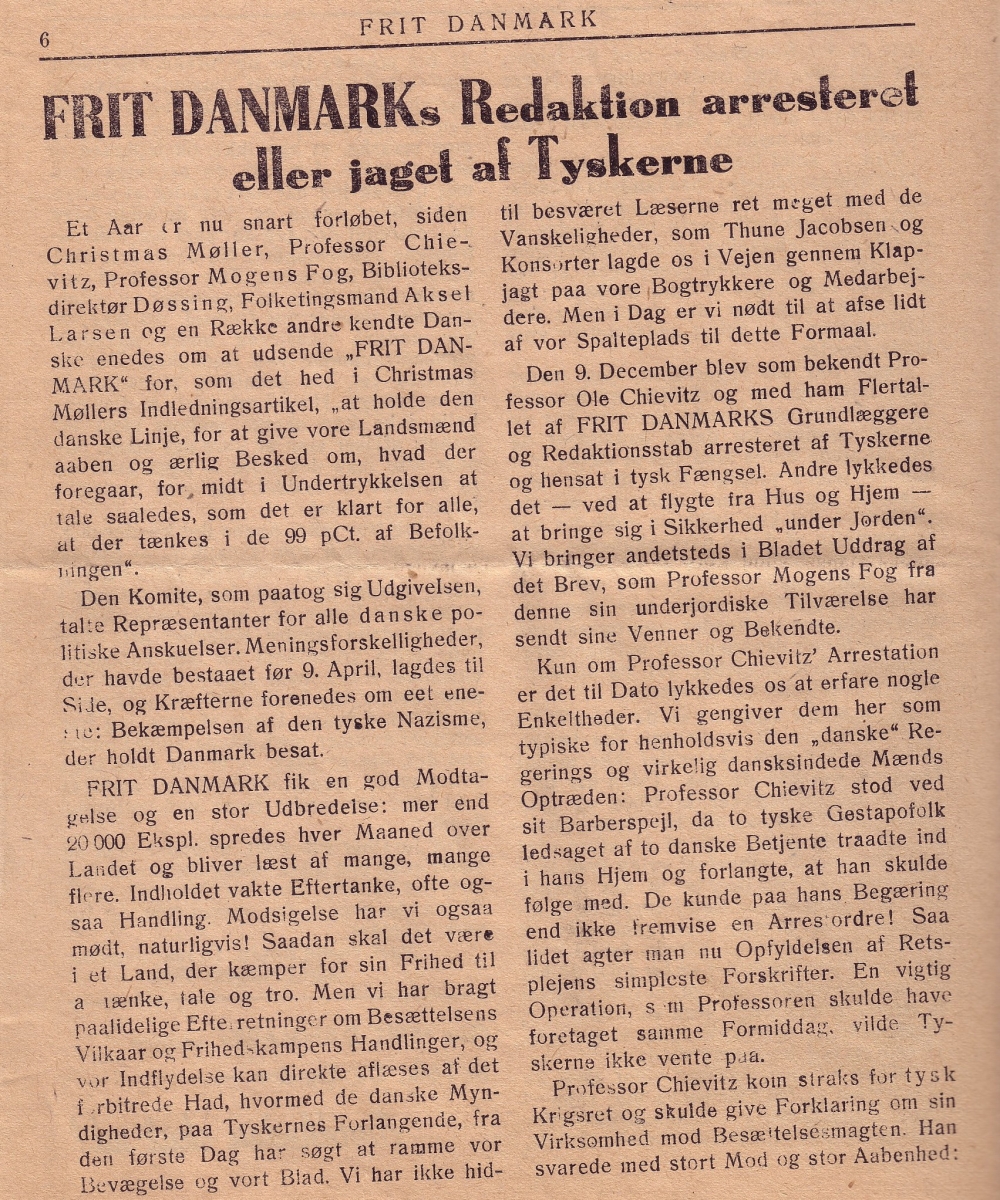 6
FRIT DANMARK
FRIT DANMARKs Redaktion arresteret
eller jaget af Tyskerne
Et Aar er nu snart forløbet, siden
Christmas Møller, Professor Chie-
vitz, Professor Mogens Fog, Biblioteks-
direktør Døssing, Folketingsmand Aksel
Larsen og en Række andre kendte Dan-
ske enedes om at udsende „FRIT DAN-
MARK“ for, som det hed i Christmas
Møllers Indledningsartikel, „at holde den
danske Linje, for at give vore Landsmænd
aaben og ærlig Besked om, hvad der
foregaar, for midt i Undertrykkelsen at
tale saaledes, som det er klart for alle,
at der tænkes i de 99 pCt. af Befolk-
ningen“.
Den Komite, som paatog sig Udgivelsen,
talte Repræsentanter for alle danske po-
litiske Anskuelser. Meningsforskelligheder,
der havde bestaaet før 9. April, lagdes til
Side, og Kræfterne forenedes om eet ene-
ste: Bekæmpelsen af den tyske Nazisme,
der holdt Danmark besat.
FRIT DANMARK fik en god Modta-
gelse og en stor Udbredelse: mer end
20 000 Ekspl. spredes hver Maaned over
Landet og bliver læst af mange, mange
flere. Indholdet vakte Eftertanke, ofte og-
saa Handling. Modsigelse har vi ogsaa
mødt, naturligvis! Saadan skal det være
i et Land, der kæmper for sin Frihed til
a tænke, tale og tro. Men vi har bragt
paalidelige Efterretninger om Besættelsens
Vilkaar og Frihedskampens Handlinger, og
vor Indflydelse kan direkte aflæses af det
forbitrede Had, hvormed de danske Myn-
digheder, paa Tyskernes Forlangende, fra
den første Dag har søgt at ramme vor
Bevægelse og vort Blad. Vi har ikke hid-
til besværet Læserne ret meget med de
Vanskeligheder, som Thune Jacobsen og
Konsorter lagde os i Vejen gennem Klap-
jagt paa vore Bogtrykkere og Medarbej-
dere. Men i Dag er vi nødt til at afse lidt
af vor Spalteplads til dette Formaal.
Den 9. December blev som bekendt Pro-
fessor Ole Chievitz og med ham Flertal-
let af FRIT DANMARKS Grundlæggere
og Redaktionsstab arresteret af Tyskerne
og hensat i tysk Fængsel. Andre lykkedes
det — ved at flygte fra Hus og Hjem —
at bringe sig i Sikkerhed „under Jorden“.
Vi bringer andetsteds i Bladet Uddrag af
det Brev, som Professor Mogens Fog fra
denne sin underjordiske Tilværelse har
sendt sine Venner og Bekendte.
Kun om Professor Chievitz’ Arrestation
er det til Dato lykkedes os at erfare nogle
Enkeltheder. Vi gengiver dem her som
typiske for henholdsvis den „danske“ Re-
gerings og virkelig dansksindede Mænds
Optræden: Professor Chievitz stod ved
sit Barberspejl, da to tyske Gestapofolk
ledsaget af to danske Betjente traadte ind
i hans Hjem og forlangte, at han skulde
følge med. De kunde paa hans Begæring
end ikke fremvise en Arrestordre! Saa
lidet agter man nu Opfyldelsen af Rets-
plejens simpleste Forskrifter. En vigtig
Operation, som Professoren skulde have
foretaget samme Formiddag, vilde Ty-
skerne ikke vente paa.
Professor Chievitz kom straks for tysk
Krigsret og skulde give Forklaring om sin
Virksomhed mod Besættelsesmagten. Han
svarede med stort Mod og stor Aabenhed: